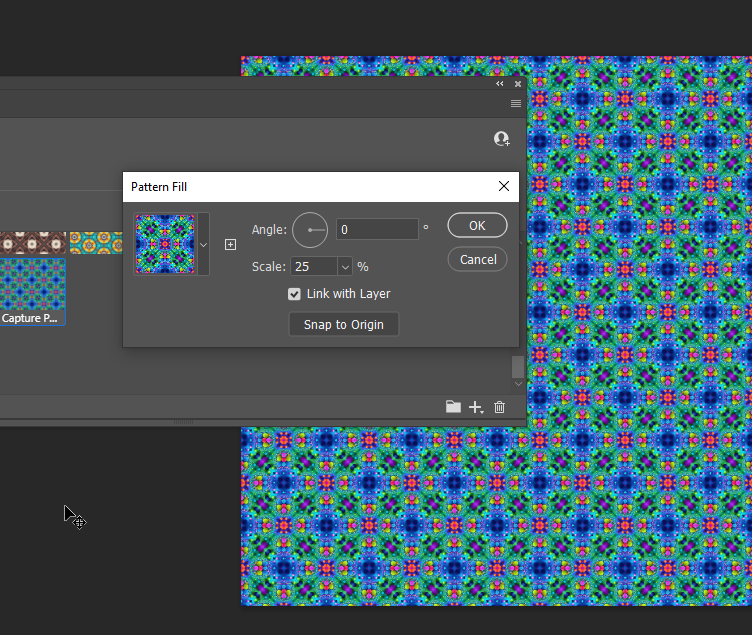 Pattern Fill
Angle: 0 °
OK
Scale: 25 %
Cancel
Link with Layer
Snap to Origin
Capture P...